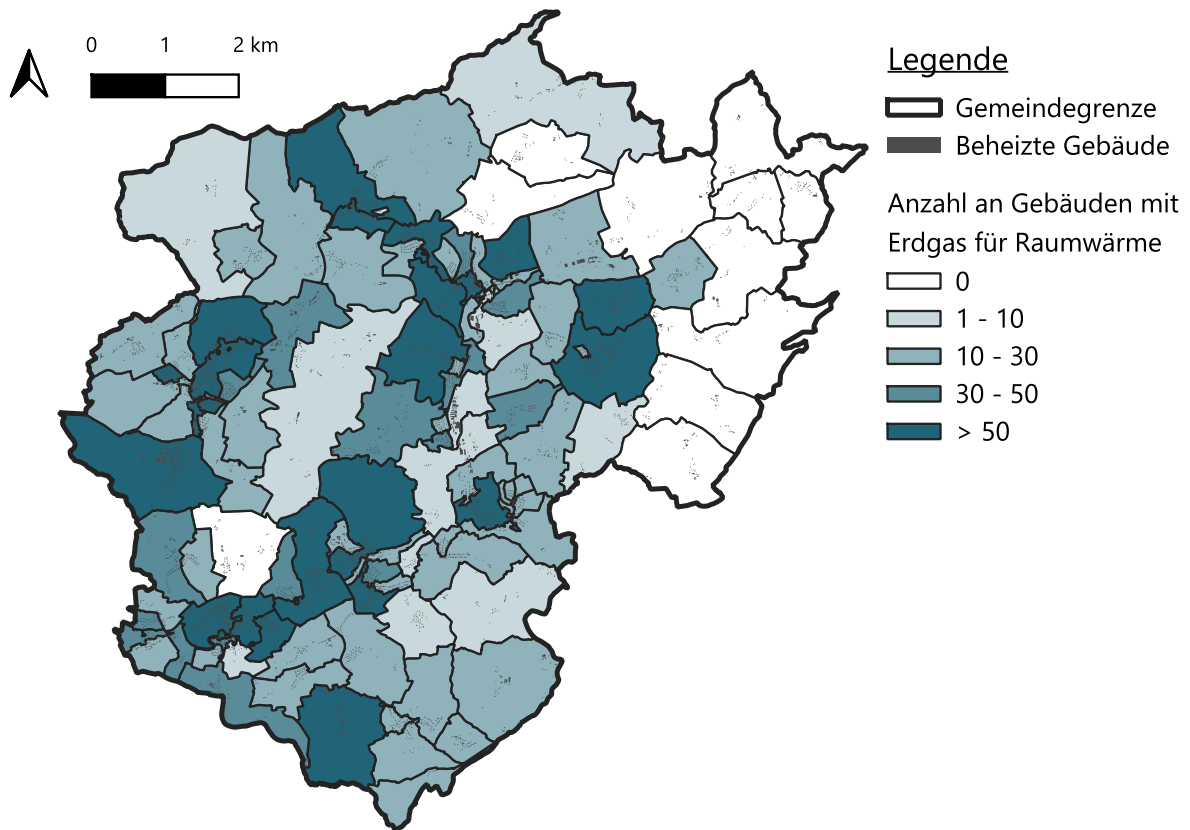 0 1 2 km
Legende
Gemeindegrenze
Beheizte Gebäude
Anzahl an Gebäuden mit
Erdgas für Raumwärme
0
1 - 10
10 - 30
30 - 50
> 50